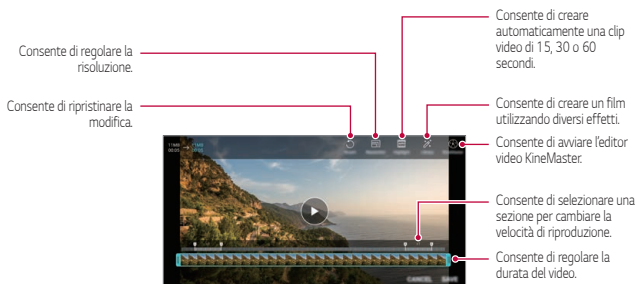 Consente di regolare la
risoluzione.
Consente di ripristinare la
modifica.
Consente di creare
automaticamente una clip
video di 15, 30 o 60
secondi.
Consente di creare un film
utilizzando diversi effetti.
Consente di avviare l'editor
video KineMaster.
Consente di selezionare una
sezione per cambiare la
velocità di riproduzione.
Consente di regolare la
durata del video.
CANCEL SAVE